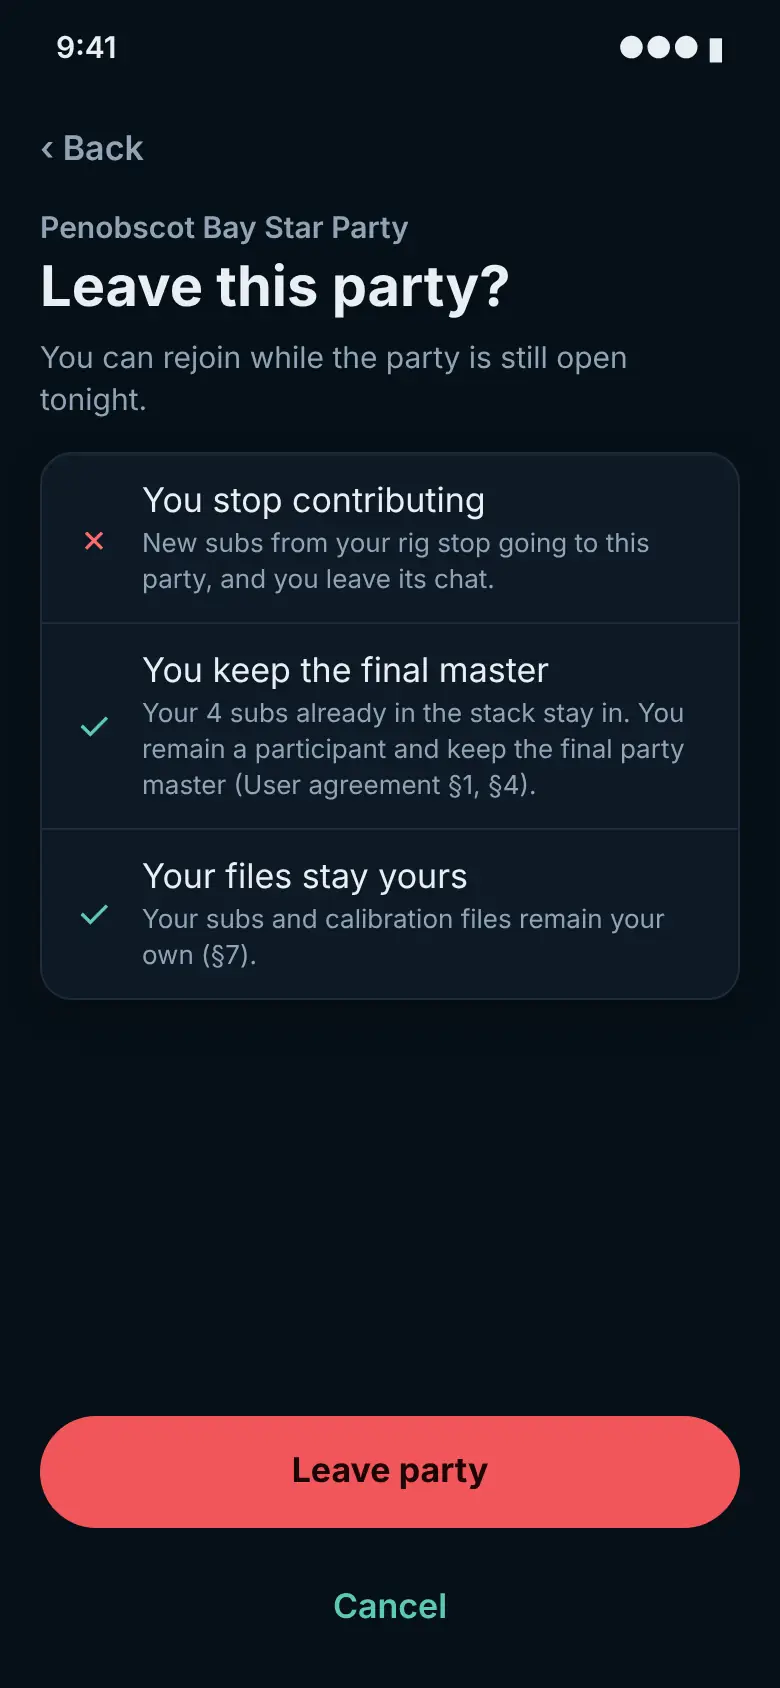 9:41
‹ Back
Penobscot Bay Star Party
Leave this party?
You can rejoin while the party is still open
tonight.
You stop contributing
New subs from your rig stop going to this
party, and you leave its chat.
You keep the final master
Your 4 subs already in the stack stay in. You
remain a participant and keep the final party
master (User agreement §1, §4).
Your files stay yours
Your subs and calibration files remain your
own (§7).
Leave party
Cancel